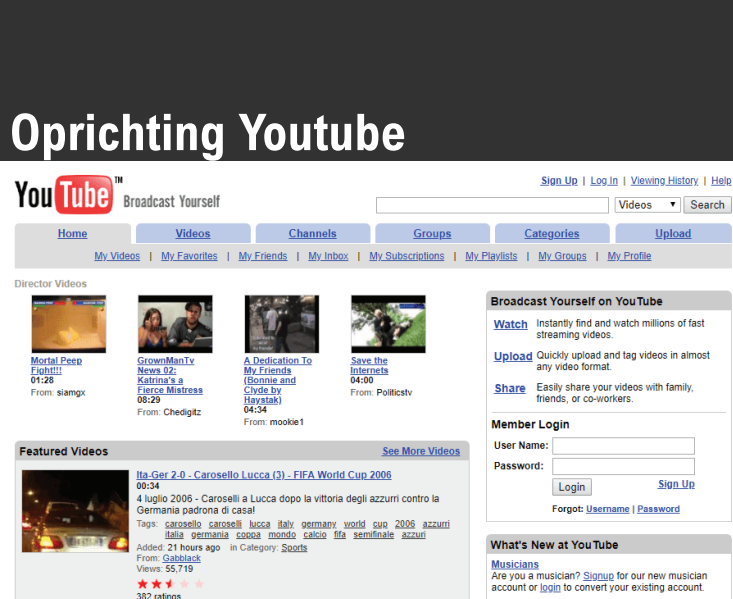 Oprichting Youtube
YouTube™ Broadcast Yourself
Sign Up | Log In | Viewing History | Help
Videos Search
Home Videos Channels Groups Categories Upload
My Videos | My Favorites | My Friends | My Inbox | My Subscriptions | My Playlists | My Groups | My Profile
Director Videos
Mortal Peep
Fight!!!
01:28
From: siamgx
GrownManTv
News 02:
Katrina's a
Fierce Mistress
08:29
From: Chedigitz
A Dedication To
My Friends
(Bonnie and
Clyde by
Haystak)
04:34
From: mookie1
Save the
Internets
04:00
From: Politicstv
Featured Videos See More Videos
Ita-Ger 2-0 - Carosello Lucca (3) - FIFA World Cup 2006
00:34
4 luglio 2006 - Caroselli a Lucca dopo la vittoria degli azzurri contro la
Germania padrona di casa!
Tags: carosello caroselli lucca italy germany world cup 2006 azzurri
italia germania coppa mondo calcio fifa semifinale azzuri
Added: 21 hours ago in Category: Sports
From: Gabblack
Views: 55,719
382 ratings
Broadcast Yourself on YouTube
Watch Instantly find and watch millions of fast
streaming videos.
Upload Quickly upload and tag videos in almost
any video format.
Share Easily share your videos with family,
friends, or co-workers.
Member Login
User Name:
Password:
Login Sign Up
Forgot: Username | Password
What's New at YouTube
Musicians
Are you a musician? Signup for our new musician
account or login to convert your existing account.